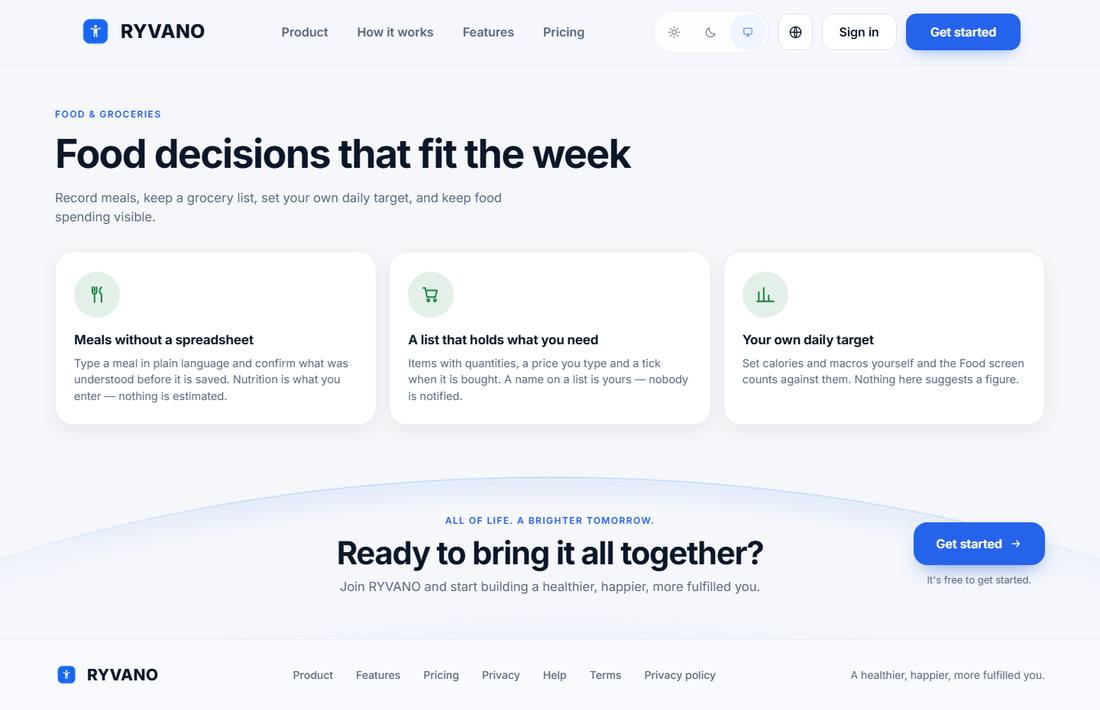 RYVANO
Product
How it works
Features
Pricing
Sign in
Get started
FOOD & GROCERIES
Food decisions that fit the week
Record meals, keep a grocery list, set your own daily target, and keep food
spending visible.
Meals without a spreadsheet
Type a meal in plain language and confirm what was
understood before it is saved. Nutrition is what you
enter — nothing is estimated.
A list that holds what you need
Items with quantities, a price you type and a tick
when it is bought. A name on a list is yours — nobody
is notified.
Your own daily target
Set calories and macros yourself and the Food screen
counts against them. Nothing here suggests a figure.
ALL OF LIFE. A BRIGHTER TOMORROW.
Ready to bring it all together?
Join RYVANO and start building a healthier, happier, more fulfilled you.
Get started →
It's free to get started.
RYVANO
Product
Features
Pricing
Privacy
Help
Terms
Privacy policy
A healthier, happier, more fulfilled you.